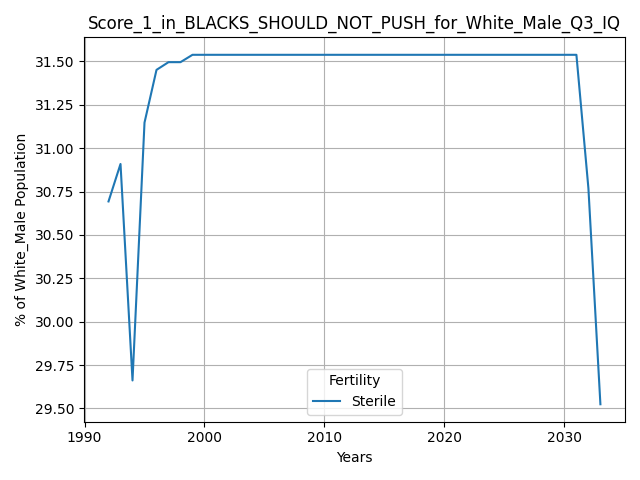 Score_1_in_BLACKS_SHOULD_NOT_PUSH_for_White_Male_Q3_IQ
% of White_Male Population
31.50
31.25
31.00
30.75
30.50
30.25
30.00
29.75
29.50
Fertility
Sterile
1990 2000 2010 2020 2030
Years